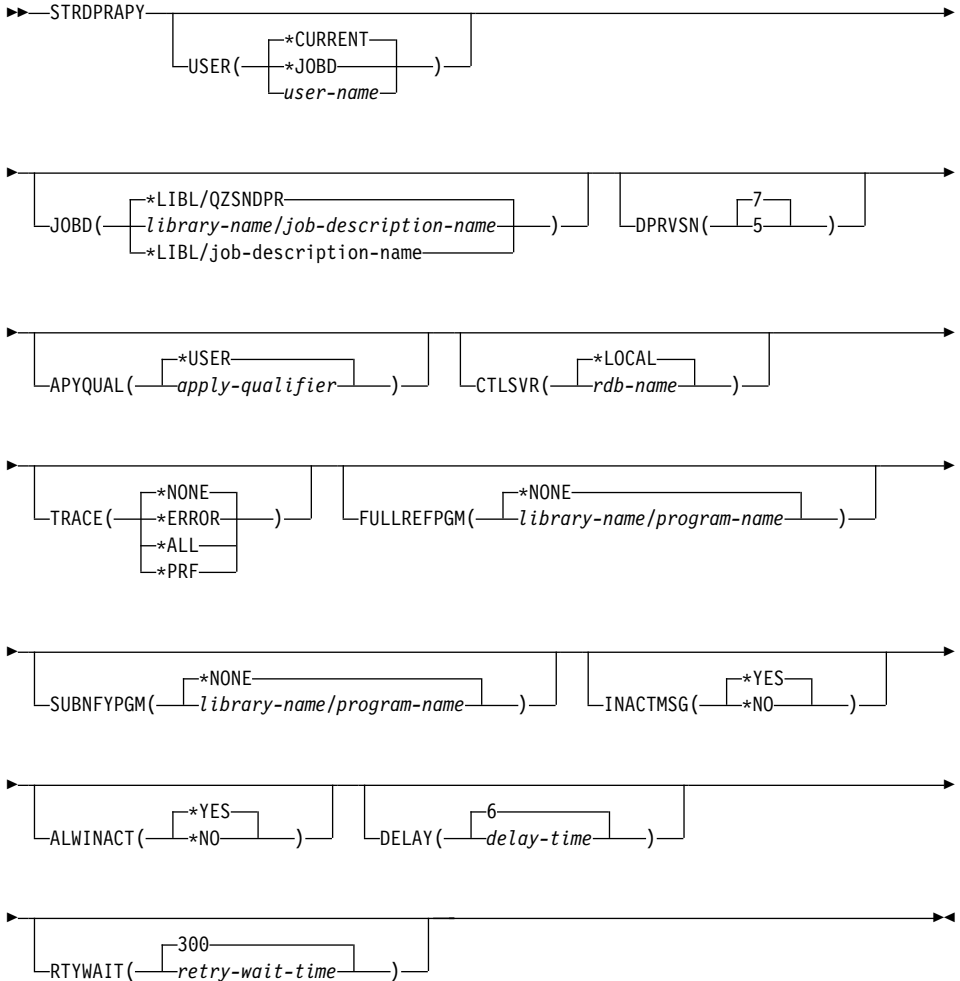 STRDPRAPY
*CURRENT
USER( *JOBD )
user-name
*LIBL/QZSNDPR 7
JOBD( library-name/job-description-name ) DPRVSN( 5 )
*LIBL/job-description-name
*USER *LOCAL
APYQUAL( apply-qualifier ) CTLSVR( rdb-name )
*NONE *NONE
TRACE( *ERROR ) FULLREFPGM( library-name/program-name )
*ALL
*PRF
*NONE *YES
SUBNFYPGM( library-name/program-name ) INACTMSG( *NO )
*YES 6
ALWINACT( *NO ) DELAY( delay-time )
300
RTYWAIT( retry-wait-time )